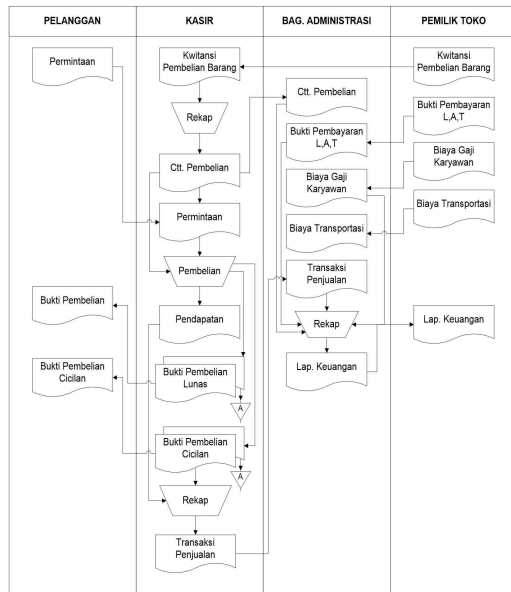 PELANGGAN
KASIR
BAG. ADMINISTRASI
PEMILIK TOKO
Permintaan
Kwitansi
Pembelian Barang
Rekap
Ctt. Pembelian
Permintaan
Pembelian
Pendapatan
Bukti Pembelian
Bukti Pembelian
Cicilan
Bukti Pembelian
Lunas
A
Bukti Pembelian
Cicilan
A
Rekap
Transaksi
Penjualan
Ctt. Pembelian
Bukti Pembayaran
L,A,T
Biaya Gaji
Karyawan
Biaya Transportasi
Transaksi
Penjualan
Rekap
Lap. Keuangan
Kwitansi
Pembelian Barang
Bukti Pembayaran
L,A,T
Biaya Gaji
Karyawan
Biaya Transportasi
Lap. Keuangan